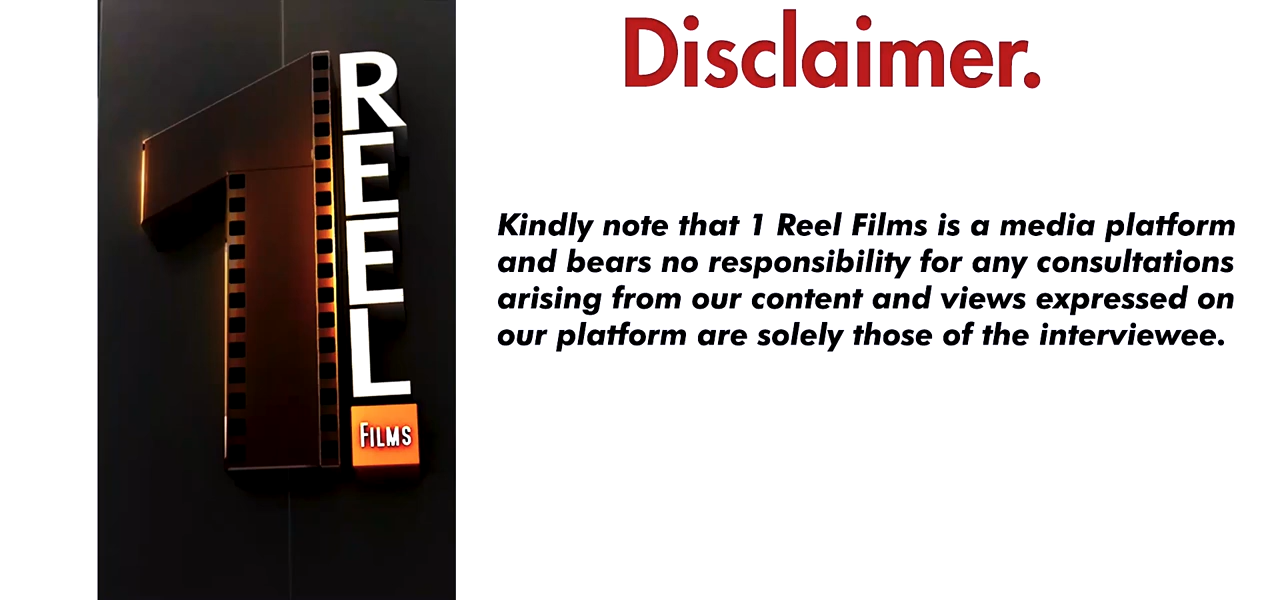 REEL
FILMS
Disclaimer.
Kindly note that 1 Reel Films is a media platform
and bears no responsibility for any consultations
arising from our content and views expressed on
our platform are solely those of the interviewee.